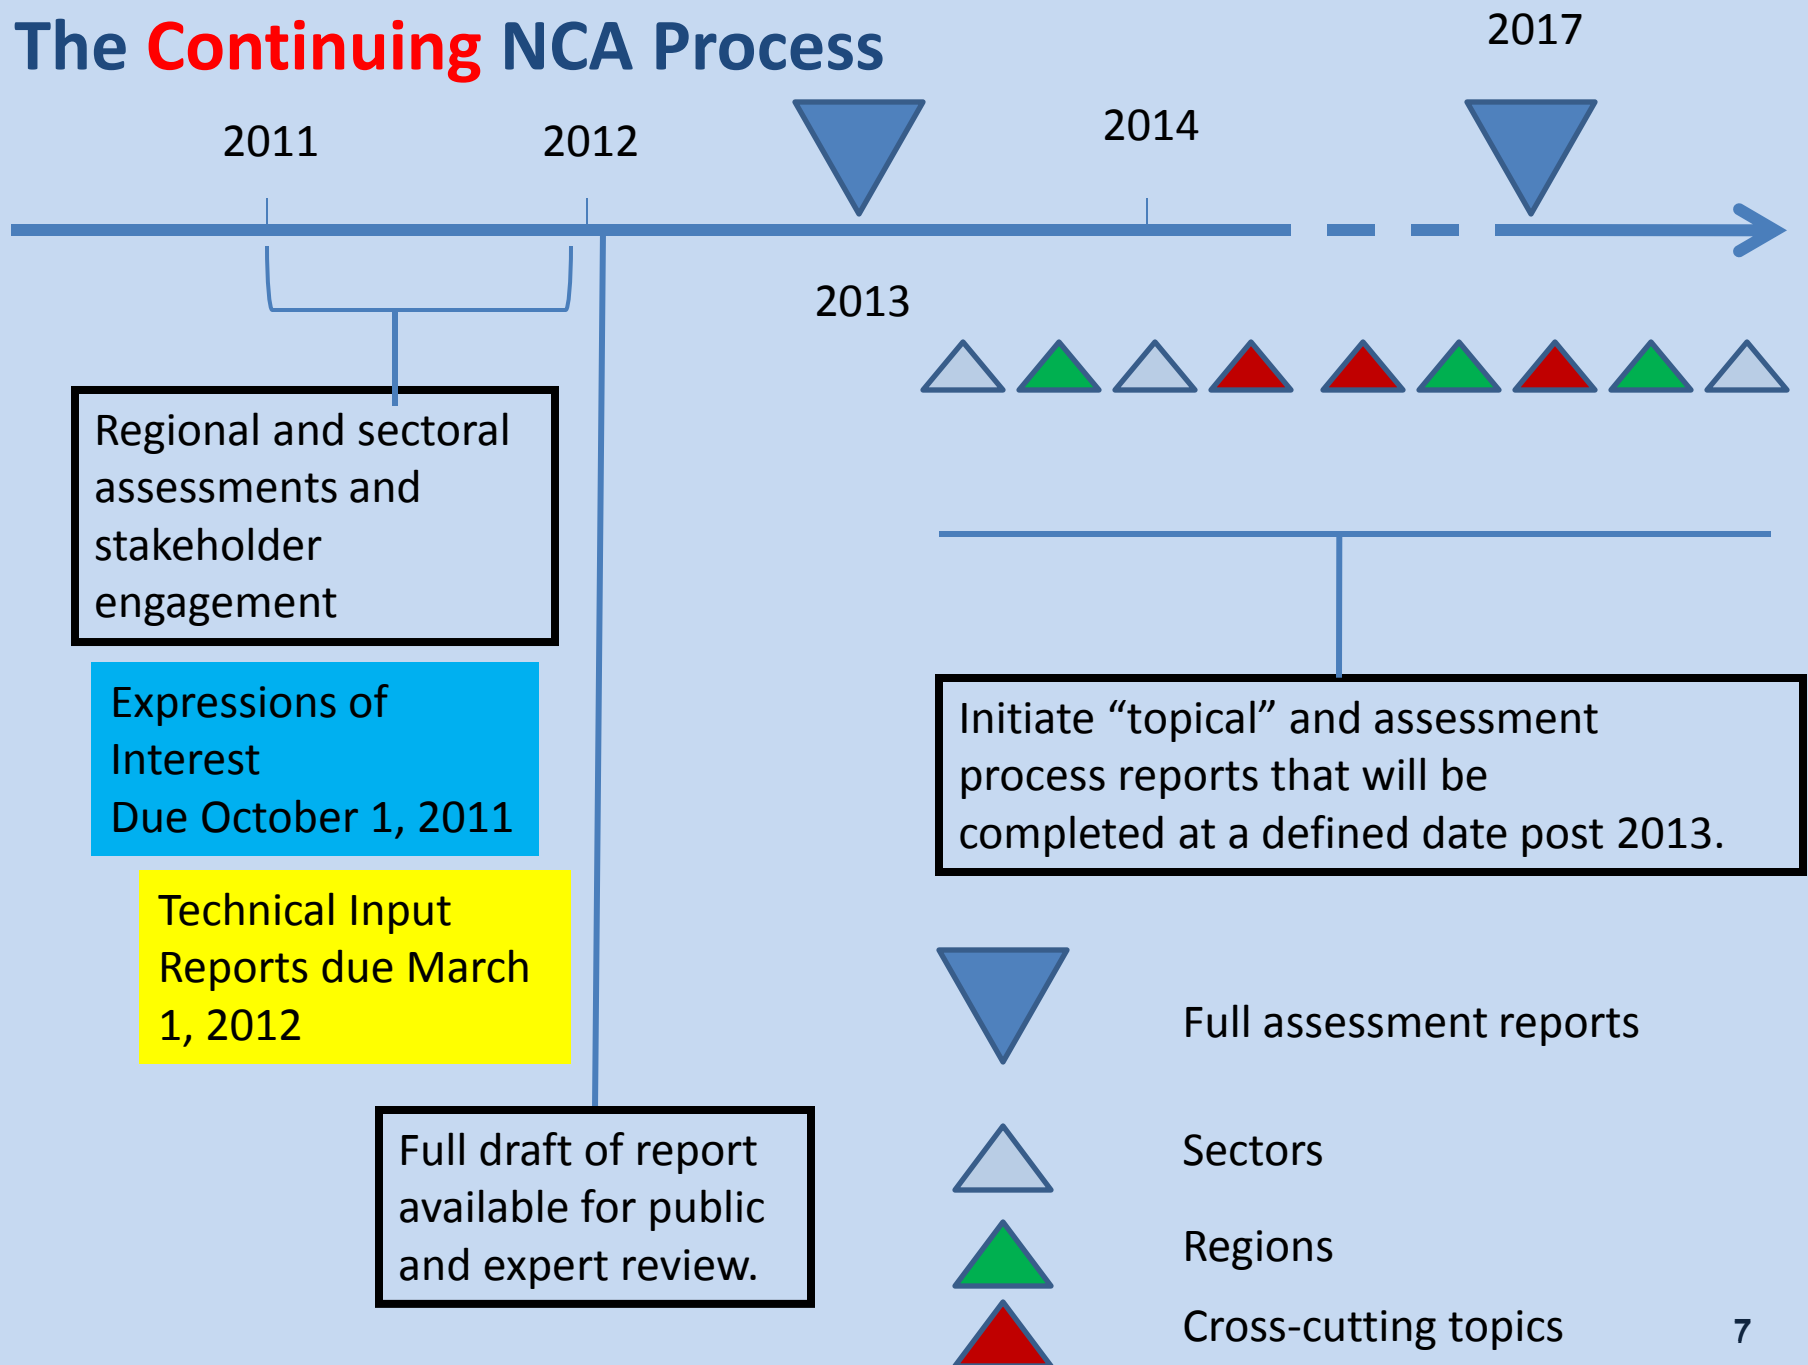 The Continuing NCA Process
2017
2011
2012
2014
2013
Regional and sectoral
assessments and
stakeholder
engagement
Expressions of
Interest
Due October 1, 2011
Technical Input
Reports due March
1, 2012
Full draft of report
available for public
and expert review.
Initiate “topical” and assessment
process reports that will be
completed at a defined date post 2013.
Full assessment reports
Sectors
Regions
Cross-cutting topics
7